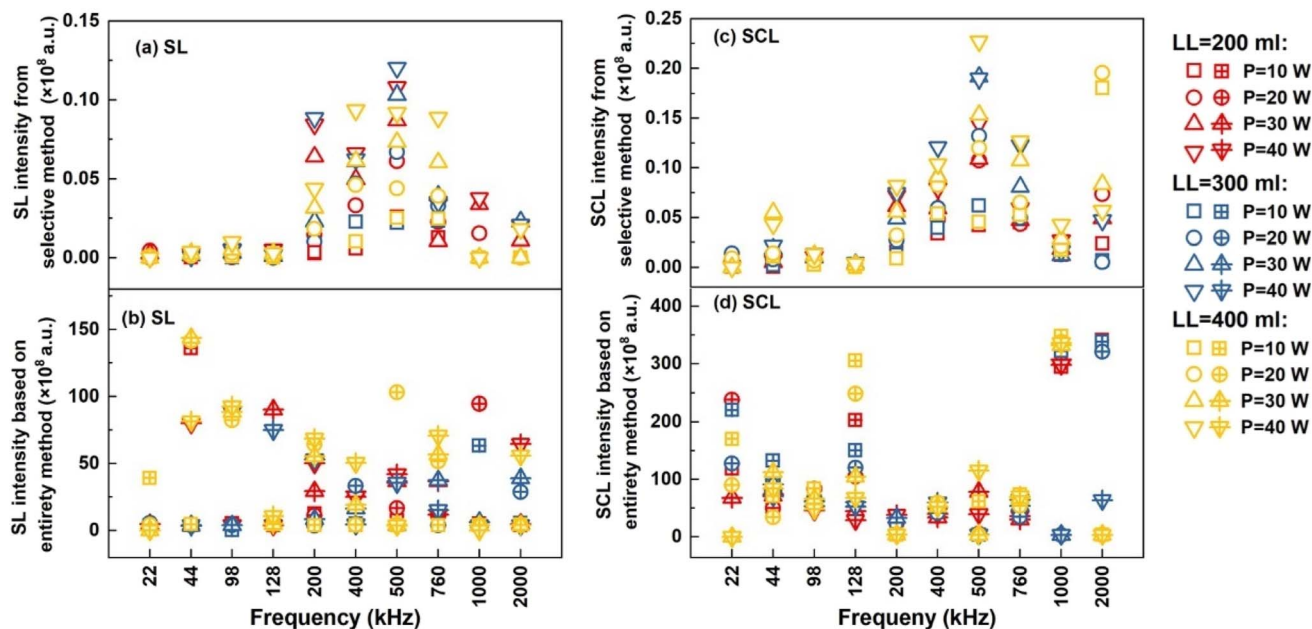 (a) SL
SL intensity from
selective method (×10⁸ a.u.)
0.15
0.10
0.05
0.00
(b) SL
SL intensity based on
entirety method (×10⁸ a.u.)
150
100
50
0
22
44
98
128
200
400
500
760
1000
2000
Frequency (kHz)
(c) SCL
SCL intensity from
selective method (×10⁸ a.u.)
0.25
0.20
0.15
0.10
0.05
0.00
(d) SCL
SCL intensity based on
entirety method (×10⁸ a.u.)
400
300
200
100
0
22
44
98
128
200
400
500
760
1000
2000
Frequeny (kHz)
LL=200 ml:
P=10 W
P=20 W
P=30 W
P=40 W
LL=300 ml:
P=10 W
P=20 W
P=30 W
P=40 W
LL=400 ml:
P=10 W
P=20 W
P=30 W
P=40 W